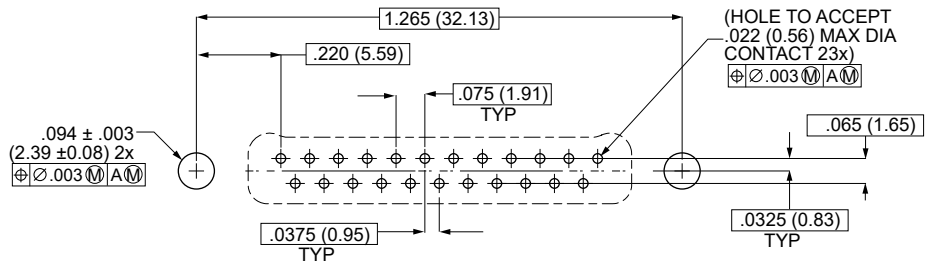 1.265 (32.13)
(HOLE TO ACCEPT
.022 (0.56) MAX DIA
CONTACT 23x)
⌖ ∅.003 Ⓜ A Ⓜ
.220 (5.59)
.075 (1.91)
TYP
.065 (1.65)
.094 ± .003
(2.39 ±0.08) 2x
⌖ ∅.003 Ⓜ A Ⓜ
.0375 (0.95)
TYP
.0325 (0.83)
TYP